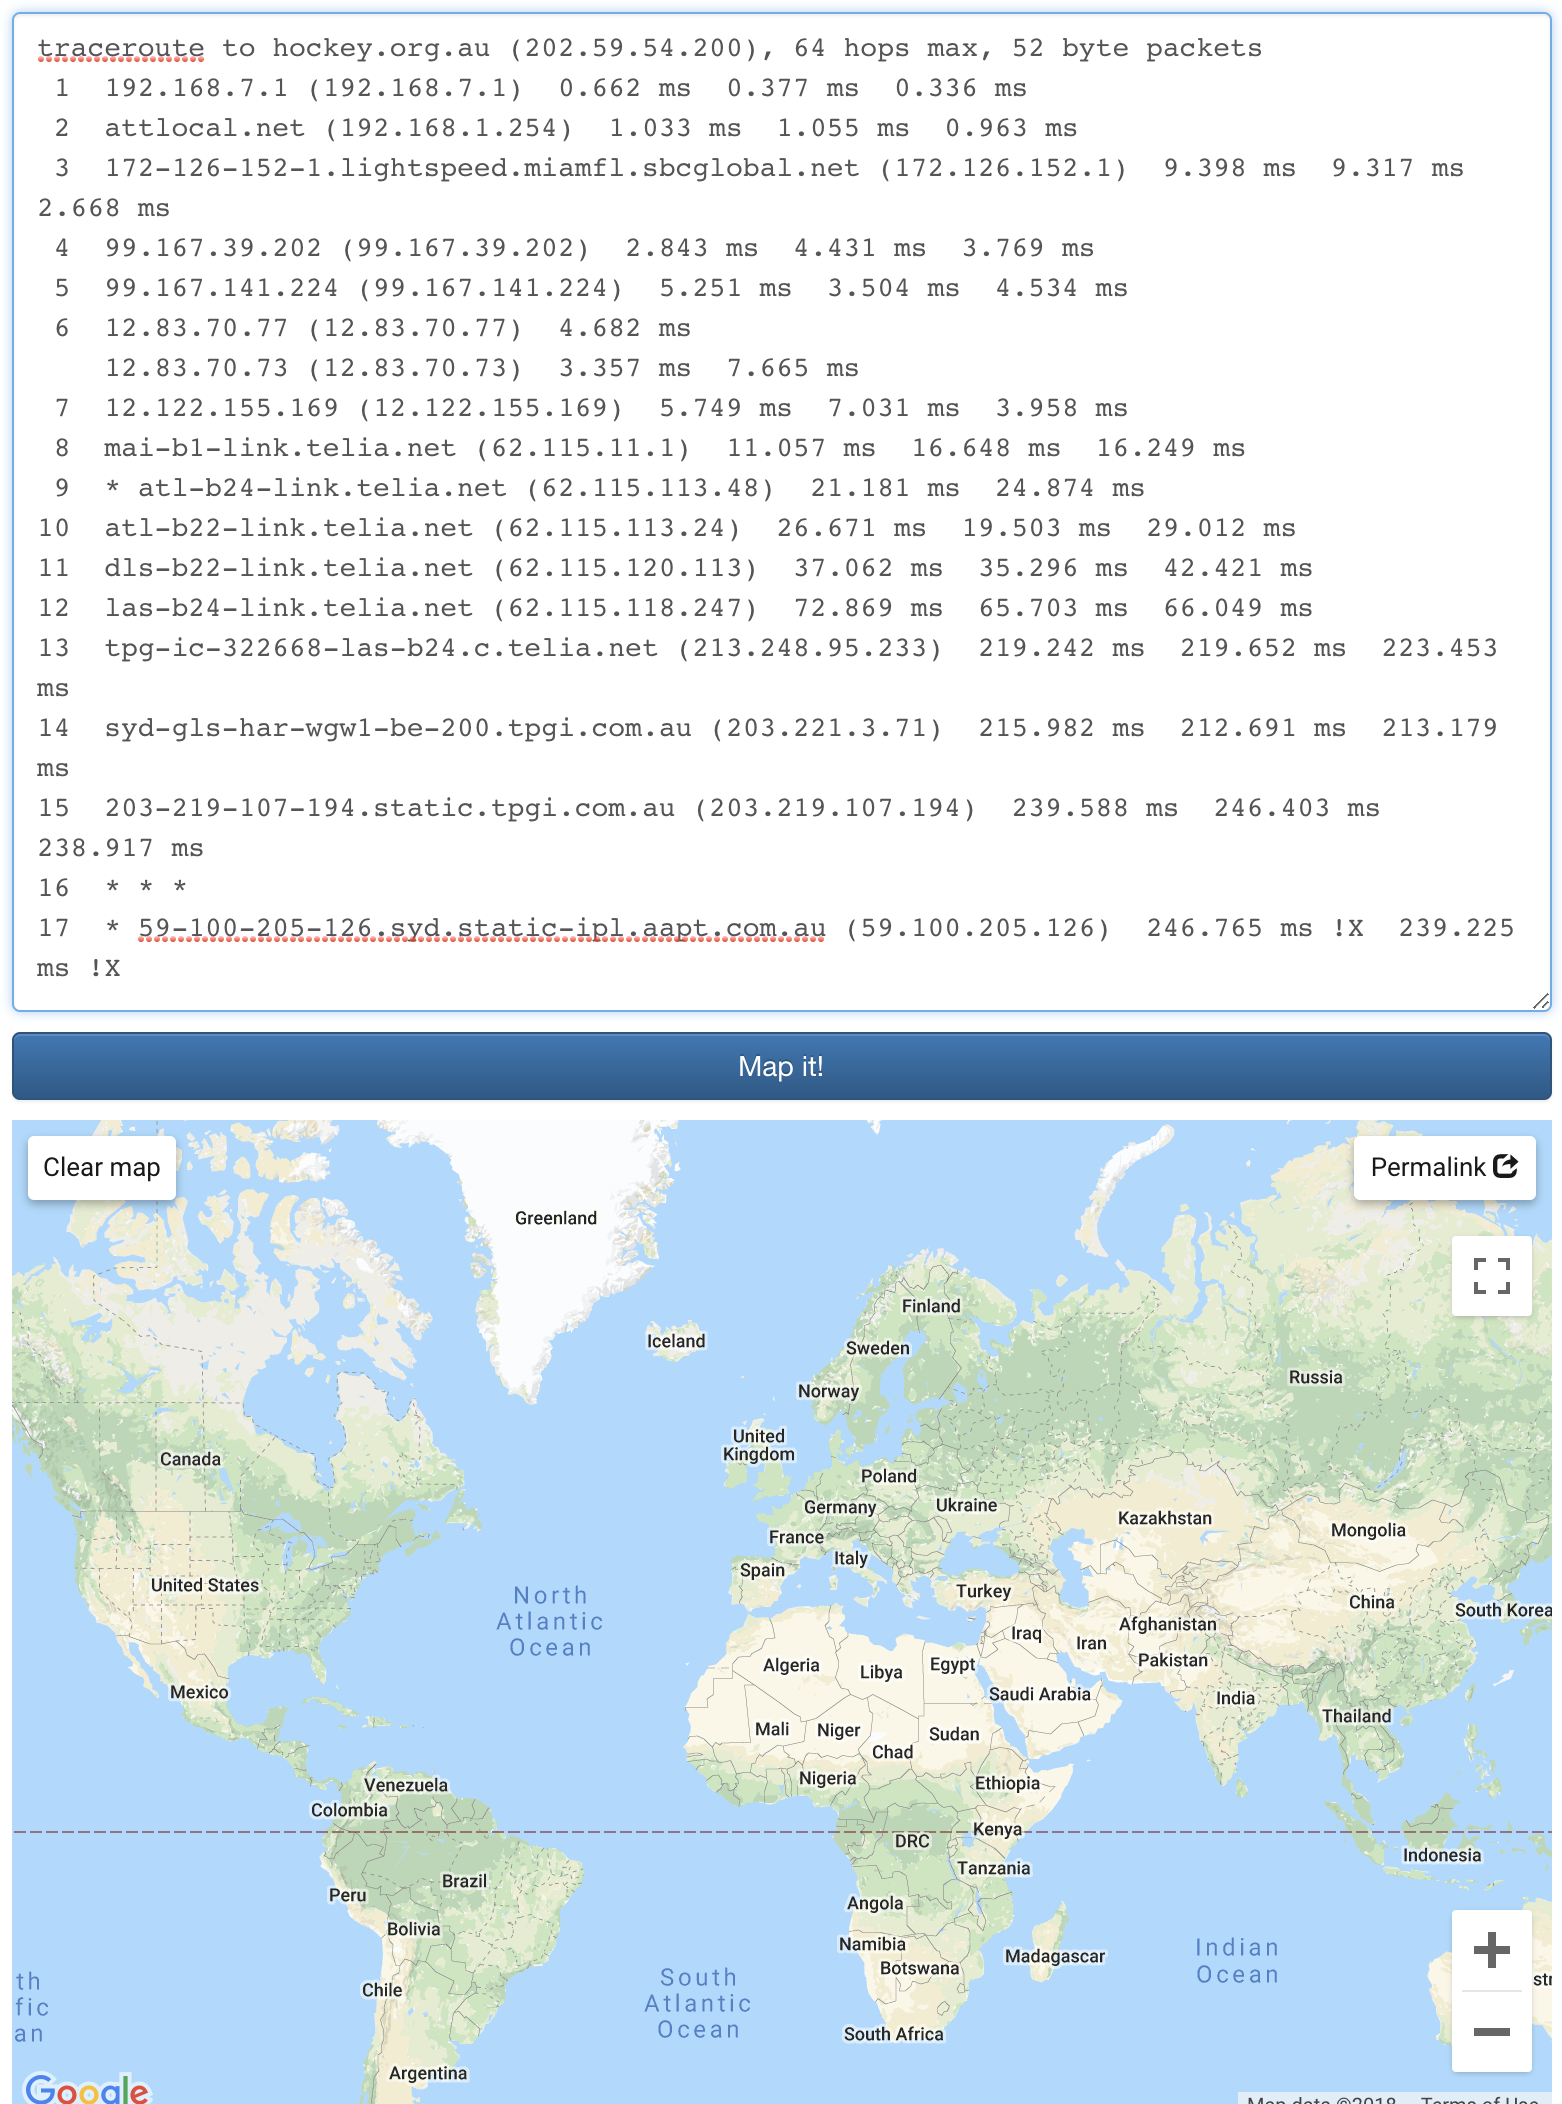 traceroute to hockey.org.au (202.59.54.200), 64 hops max, 52 byte packets
1  192.168.7.1 (192.168.7.1)  0.662 ms  0.377 ms  0.336 ms
2  attlocal.net (192.168.1.254)  1.033 ms  1.055 ms  0.963 ms
3  172-126-152-1.lightspeed.miamfl.sbcglobal.net (172.126.152.1)  9.398 ms  9.317 ms
2.668 ms
4  99.167.39.202 (99.167.39.202)  2.843 ms  4.431 ms  3.769 ms
5  99.167.141.224 (99.167.141.224)  5.251 ms  3.504 ms  4.534 ms
6  12.83.70.77 (12.83.70.77)  4.682 ms
12.83.70.73 (12.83.70.73)  3.357 ms  7.665 ms
7  12.122.155.169 (12.122.155.169)  5.749 ms  7.031 ms  3.958 ms
8  mai-b1-link.telia.net (62.115.11.1)  11.057 ms  16.648 ms  16.249 ms
9  * atl-b24-link.telia.net (62.115.113.48)  21.181 ms  24.874 ms
10  atl-b22-link.telia.net (62.115.113.24)  26.671 ms  19.503 ms  29.012 ms
11  dls-b22-link.telia.net (62.115.120.113)  37.062 ms  35.296 ms  42.421 ms
12  las-b24-link.telia.net (62.115.118.247)  72.869 ms  65.703 ms  66.049 ms
13  tpg-ic-322668-las-b24.c.telia.net (213.248.95.233)  219.242 ms  219.652 ms  223.453
ms
14  syd-gls-har-wgw1-be-200.tpgi.com.au (203.221.3.71)  215.982 ms  212.691 ms  213.179
ms
15  203-219-107-194.static.tpgi.com.au (203.219.107.194)  239.588 ms  246.403 ms
238.917 ms
16  * * *
17  * 59-100-205-126.syd.static-ipl.aapt.com.au (59.100.205.126)  246.765 ms !X  239.225
ms !X
Map it!
Clear map
Permalink
Greenland
Finland
Iceland
Sweden
Russia
Norway
United
Kingdom
Canada
Poland
Germany
Ukraine
Kazakhstan
Mongolia
France
Italy
Spain
United States
Turkey
North
Atlantic
Ocean
China
South Korea
Afghanistan
Iraq
Iran
Pakistan
Algeria
Libya
Egypt
Mexico
Saudi Arabia
India
Thailand
Mali
Niger
Sudan
Chad
Nigeria
Ethiopia
Venezuela
Colombia
Kenya
DRC
Indonesia
Tanzania
Brazil
Peru
Angola
Bolivia
Namibia
Madagascar
Indian
Ocean
Botswana
Chile
th
fic
an
South
Atlantic
Ocean
str
South Africa
Argentina
Google
Map data ©2018
Terms of Use